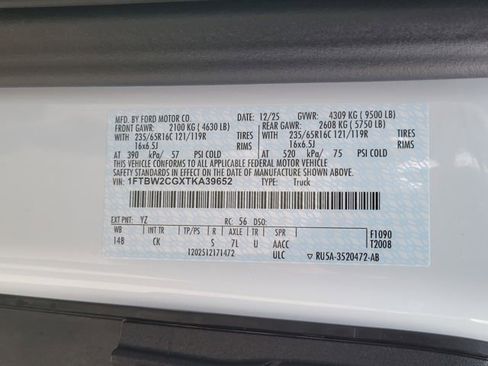 MFD. BY FORD MOTOR CO. 12/25 GVWR: 4309 KG ( 9500 LB)
FRONT GAWR: 2100 KG ( 4630 LB) REAR GAWR: 2608 KG ( 5750 LB)
WITH 235/65R16C 121/119R TIRES WITH 235/65R16C 121/119R TIRES
16x6.5J RIMS 16x6.5J RIMS
AT 390 kPa/ 57 PSI COLD AT 520 kPa/ 75 PSI COLD
THIS VEHICLE CONFORMS TO ALL APPLICABLE FEDERAL MOTOR VEHICLE
SAFETY STANDARDS IN EFFECT ON THE DATE OF MANUFACTURE SHOWN ABOVE.
VIN: 1FTBW2CGXTKA39652 TYPE: Truck
EXT PNT: YZ RC: 56 DSO: F1090
WB BRK INT TR TP/PS R AXLE TR SPR T2008
148 CK S 7L U AACC
1202512171472 ULC RU5A-3520472-AB